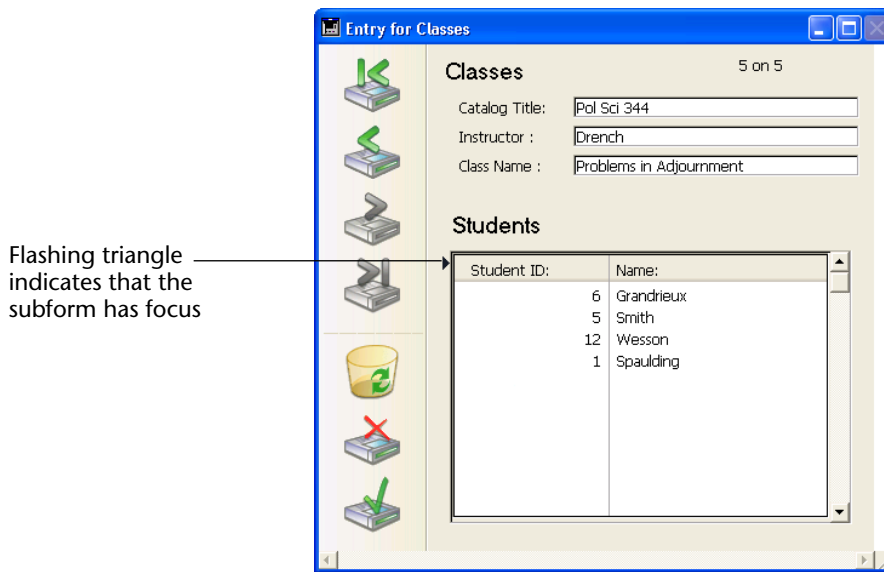 Entry for Classes
Classes
5 on 5
Catalog Title:
Pol Sci 344
Instructor :
Drench
Class Name :
Problems in Adjournment
Students
Flashing triangle
indicates that the
subform has focus
Student ID:
Name:
6 Grandrieux
5 Smith
12 Wesson
1 Spaulding